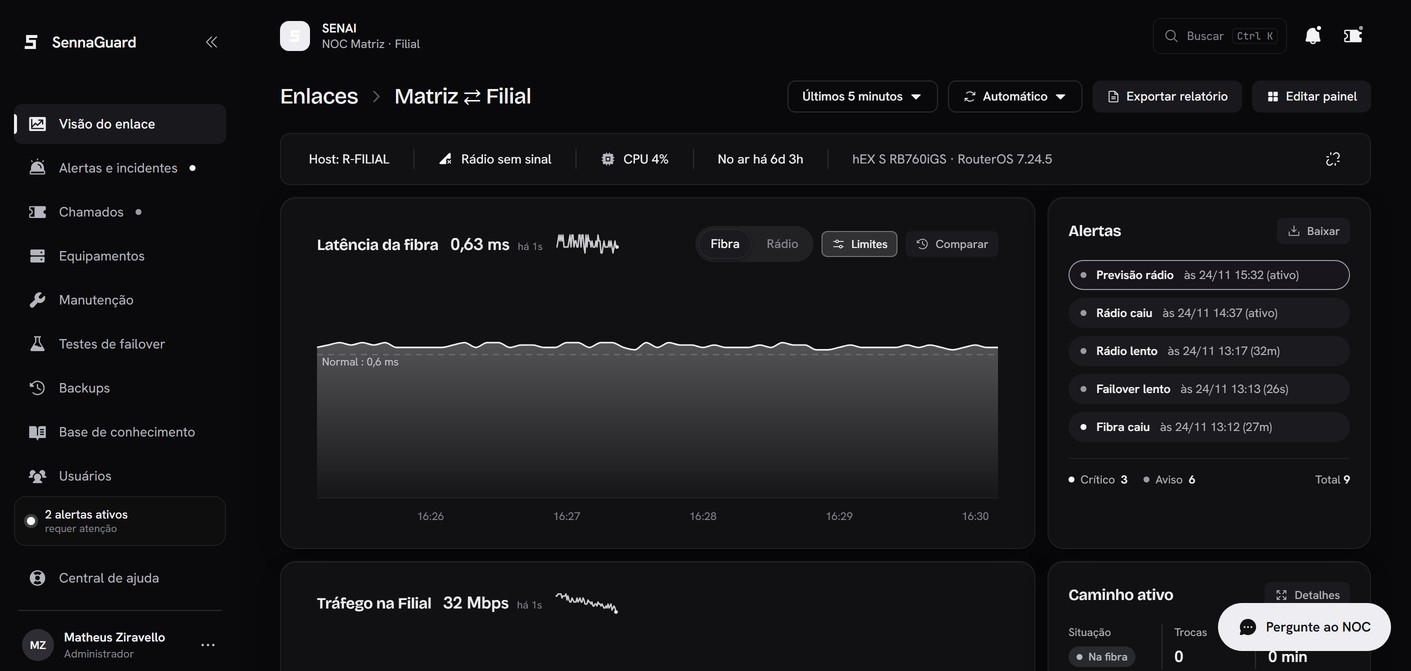 SennaGuard
SENAI
NOC Matriz · Filial
Buscar Ctrl K
Enlaces > Matriz ⇄ Filial
Últimos 5 minutos
Automático
Exportar relatório
Editar painel
Visão do enlace
Alertas e incidentes
Chamados
Equipamentos
Manutenção
Testes de failover
Backups
Base de conhecimento
Usuários
2 alertas ativos
requer atenção
Central de ajuda
MZ
Matheus Ziravello
Administrador
Host: R-FILIAL
Rádio sem sinal
CPU 4%
No ar há 6d 3h
hEX S RB760iGS · RouterOS 7.24.5
Latência da fibra 0,63 ms há 1s
Fibra Rádio
Limites
Comparar
Normal : 0,6 ms
16:26 16:27 16:28 16:29 16:30
Alertas
Baixar
Previsão rádio às 24/11 15:32 (ativo)
Rádio caiu às 24/11 14:37 (ativo)
Rádio lento às 24/11 13:17 (32m)
Failover lento às 24/11 13:13 (26s)
Fibra caiu às 24/11 13:12 (27m)
Crítico 3 Aviso 6 Total 9
Tráfego na Filial 32 Mbps há 1s
Caminho ativo
Detalhes
Situação Trocas
Na fibra 0 0 min
Pergunte ao NOC